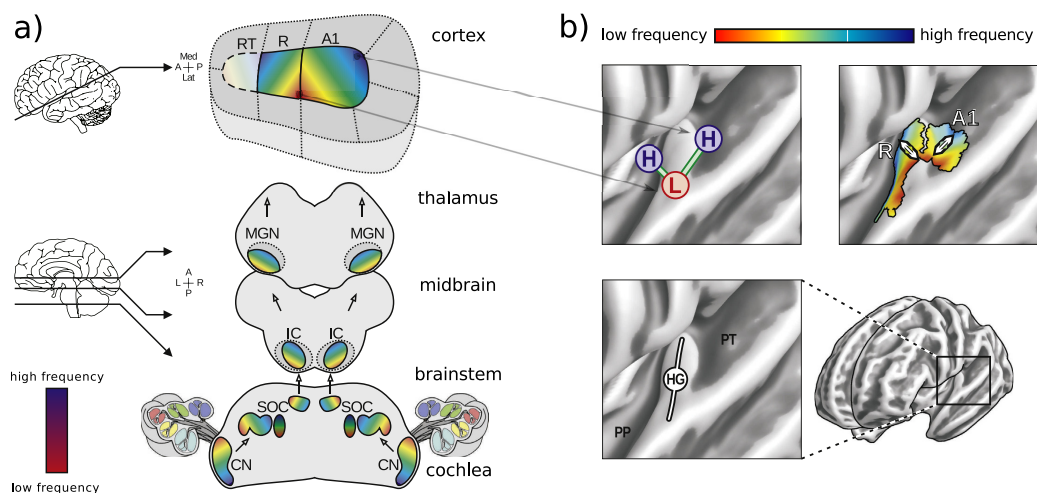 a)
RT R A1
cortex
Med
A P
Lat
thalamus
MGN MGN
midbrain
A
L R
P
IC IC
brainstem
high frequency
SOC SOC
CN CN
cochlea
low frequency
b)
low frequency high frequency
H
H
L
A1
R
PT
HG
PP